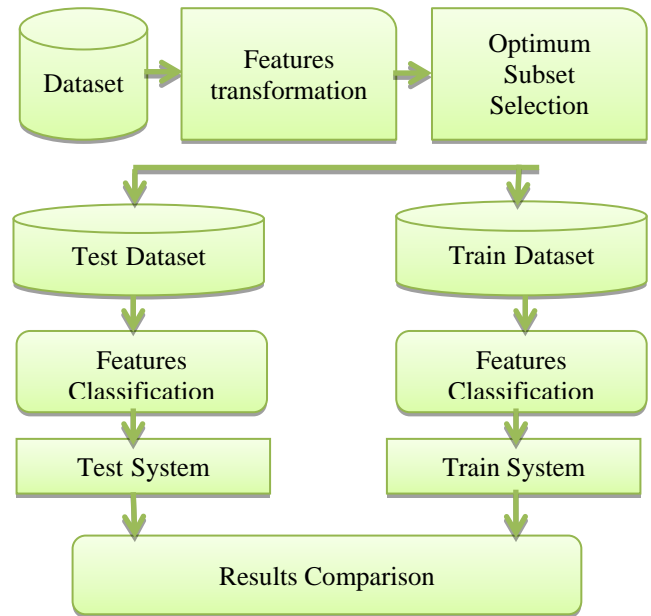 Dataset
Features
transformation
Optimum
Subset
Selection
Test Dataset
Train Dataset
Features
Classification
Features
Classification
Test System
Train System
Results Comparison